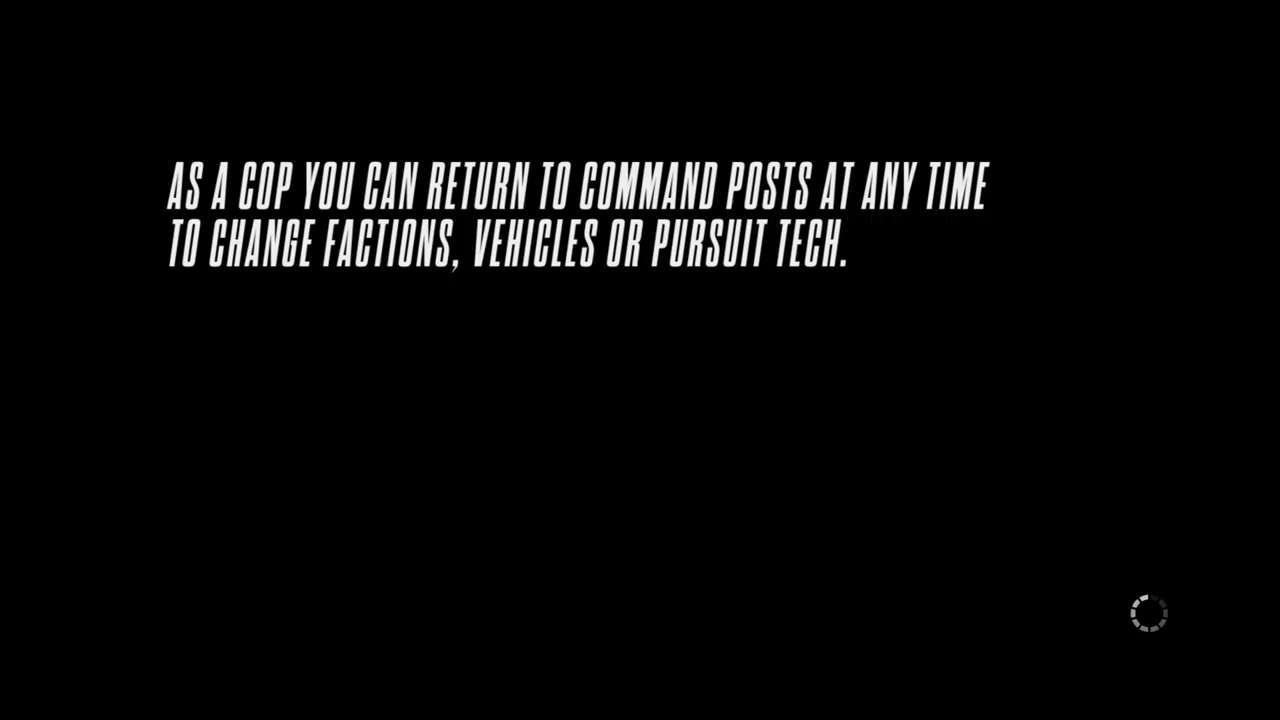 AS A COP YOU CAN RETURN TO COMMAND POSTS AT ANY TIME
TO CHANGE FACTIONS, VEHICLES OR PURSUIT TECH.